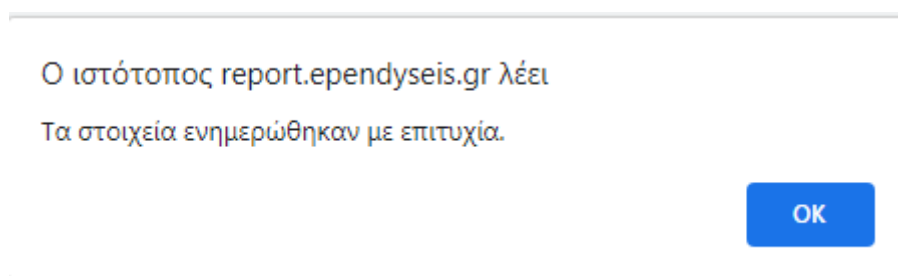 Ο ιστότοπος report.ependyseis.gr λέει
Τα στοιχεία ενημερώθηκαν με επιτυχία.
OK